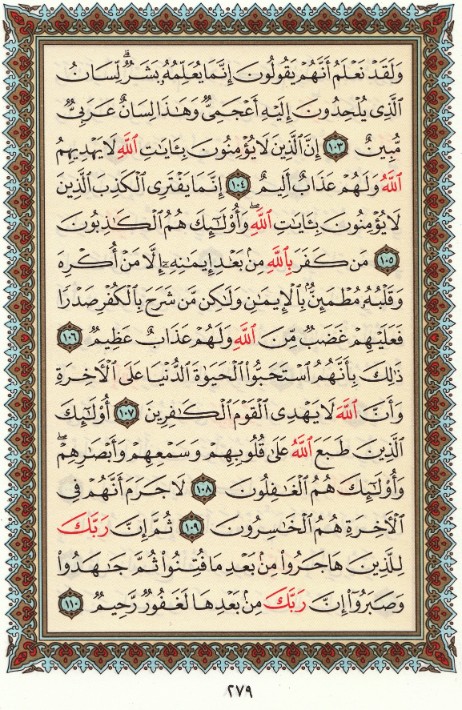 وَلَقَدْ نَعْلَمُ أَنَّهُمْ يَقُولُونَ إِنَّمَا يُعَلِّمُهُۥ بَشَرٌۗ لِّسَانُ
ٱلَّذِى يُلْحِدُونَ إِلَيْهِ أَعْجَمِىٌّ وَهَٰذَا لِسَانٌ عَرَبِىٌّ
مُّبِينٌ ١٠٣ إِنَّ ٱلَّذِينَ لَا يُؤْمِنُونَ بِـَٔايَٰتِ ٱللَّهِ لَا يَهْدِيهِمُ
ٱللَّهُ وَلَهُمْ عَذَابٌ أَلِيمٌ ١٠٤ إِنَّمَا يَفْتَرِى ٱلْكَذِبَ ٱلَّذِينَ
لَا يُؤْمِنُونَ بِـَٔايَٰتِ ٱللَّهِۖ وَأُو۟لَٰٓئِكَ هُمُ ٱلْكَٰذِبُونَ
١٠٥ مَن كَفَرَ بِٱللَّهِ مِنۢ بَعْدِ إِيمَٰنِهِۦٓ إِلَّا مَنْ أُكْرِهَ
وَقَلْبُهُۥ مُطْمَئِنٌّۢ بِٱلْإِيمَٰنِ وَلَٰكِن مَّن شَرَحَ بِٱلْكُفْرِ صَدْرًا
فَعَلَيْهِمْ غَضَبٌ مِّنَ ٱللَّهِ وَلَهُمْ عَذَابٌ عَظِيمٌ ١٠٦
ذَٰلِكَ بِأَنَّهُمُ ٱسْتَحَبُّوا۟ ٱلْحَيَوٰةَ ٱلدُّنْيَا عَلَى ٱلْءَاخِرَةِ
وَأَنَّ ٱللَّهَ لَا يَهْدِى ٱلْقَوْمَ ٱلْكَٰفِرِينَ ١٠٧ أُو۟لَٰٓئِكَ
ٱلَّذِينَ طَبَعَ ٱللَّهُ عَلَىٰ قُلُوبِهِمْ وَسَمْعِهِمْ وَأَبْصَٰرِهِمْۖ
وَأُو۟لَٰٓئِكَ هُمُ ٱلْغَٰفِلُونَ ١٠٨ لَا جَرَمَ أَنَّهُمْ فِى
ٱلْءَاخِرَةِ هُمُ ٱلْخَٰسِرُونَ ١٠٩ ثُمَّ إِنَّ رَبَّكَ
لِلَّذِينَ هَاجَرُوا۟ مِنۢ بَعْدِ مَا فُتِنُوا۟ ثُمَّ جَٰهَدُوا۟
وَصَبَرُوٓا۟ إِنَّ رَبَّكَ مِنۢ بَعْدِهَا لَغَفُورٌ رَّحِيمٌ ١١٠
٢٧٩